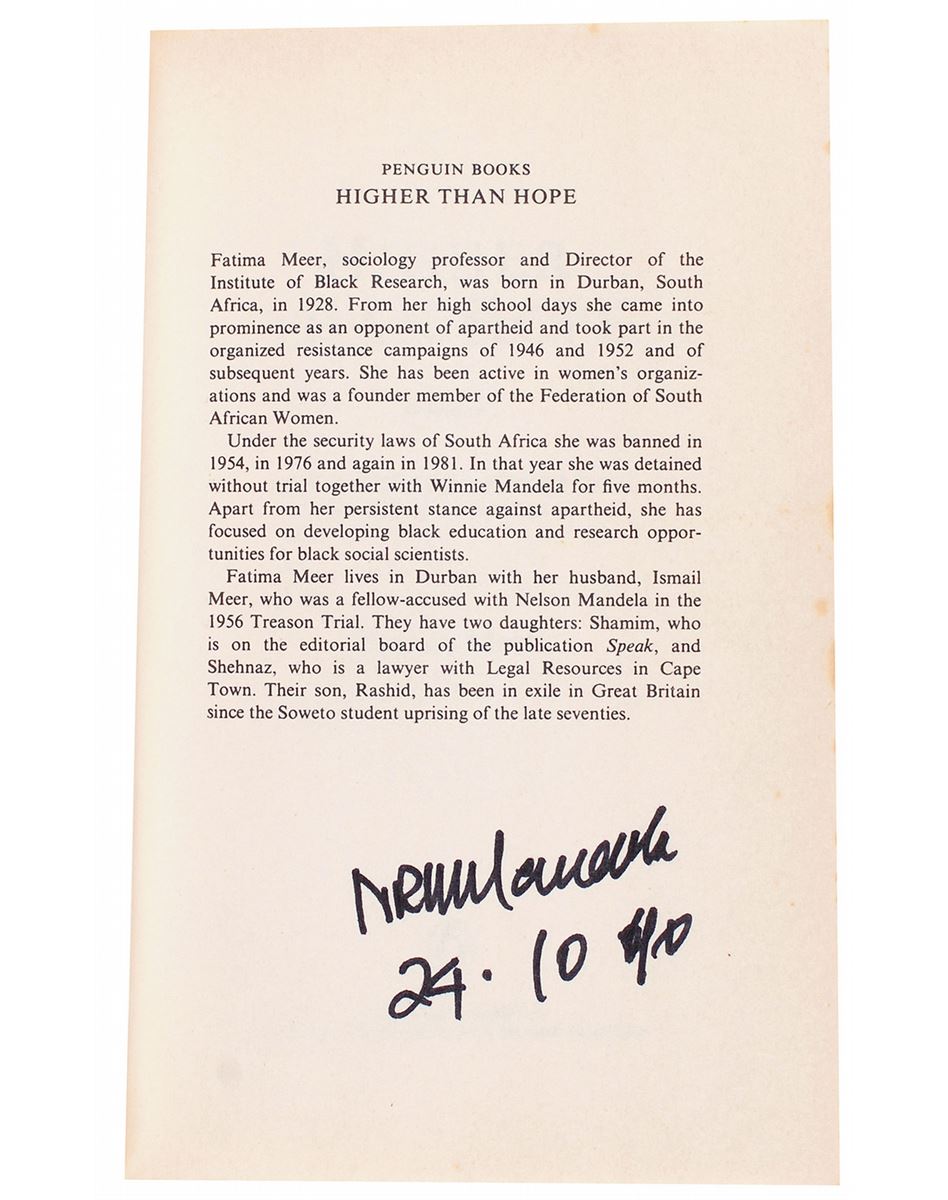 PENGUIN BOOKS
HIGHER THAN HOPE
Fatima Meer, sociology professor and Director of the
Institute of Black Research, was born in Durban, South
Africa, in 1928. From her high school days she came into
prominence as an opponent of apartheid and took part in the
organized resistance campaigns of 1946 and 1952 and of
subsequent years. She has been active in women's organiz-
ations and was a founder member of the Federation of South
African Women.
Under the security laws of South Africa she was banned in
1954, in 1976 and again in 1981. In that year she was detained
without trial together with Winnie Mandela for five months.
Apart from her persistent stance against apartheid, she has
focused on developing black education and research oppor-
tunities for black social scientists.
Fatima Meer lives in Durban with her husband, Ismail
Meer, who was a fellow-accused with Nelson Mandela in the
1956 Treason Trial. They have two daughters: Shamim, who
is on the editorial board of the publication Speak, and
Shehnaz, who is a lawyer with Legal Resources in Cape
Town. Their son, Rashid, has been in exile in Great Britain
since the Soweto student uprising of the late seventies.
NRMandela
24. 10